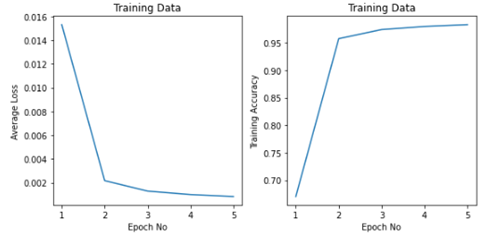 Training Data
0.016
0.014
0.012
0.010
0.008
0.006
0.004
0.002
Average Loss
1 2 3 4 5
Epoch No
Training Data
0.95
0.90
0.85
0.80
0.75
0.70
Training Accuracy
1 2 3 4 5
Epoch No